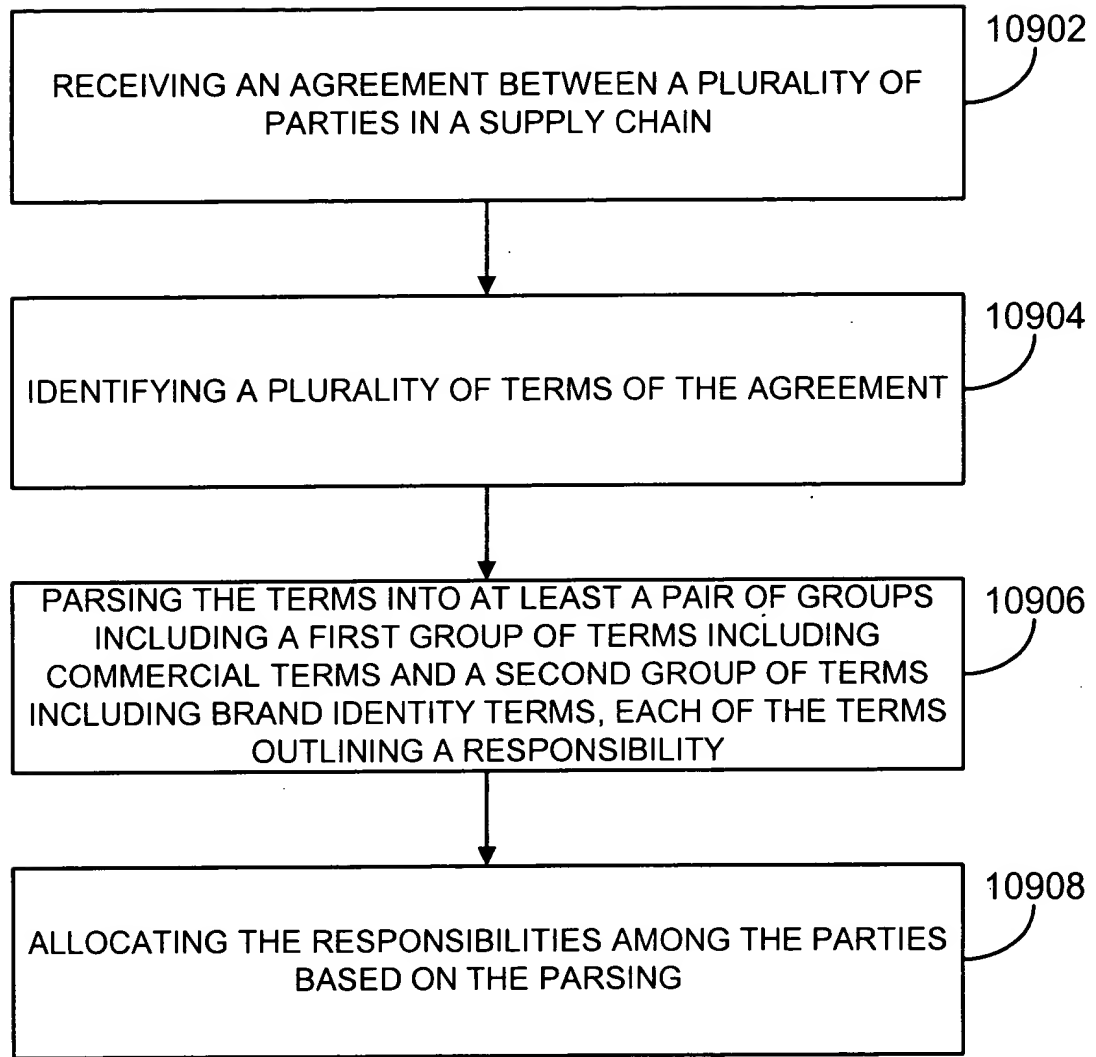 10902
RECEIVING AN AGREEMENT BETWEEN A PLURALITY OF
PARTIES IN A SUPPLY CHAIN
10904
IDENTIFYING A PLURALITY OF TERMS OF THE AGREEMENT
10906
PARSING THE TERMS INTO AT LEAST A PAIR OF GROUPS
INCLUDING A FIRST GROUP OF TERMS INCLUDING
COMMERCIAL TERMS AND A SECOND GROUP OF TERMS
INCLUDING BRAND IDENTITY TERMS, EACH OF THE TERMS
OUTLINING A RESPONSIBILITY
10908
ALLOCATING THE RESPONSIBILITIES AMONG THE PARTIES
BASED ON THE PARSING